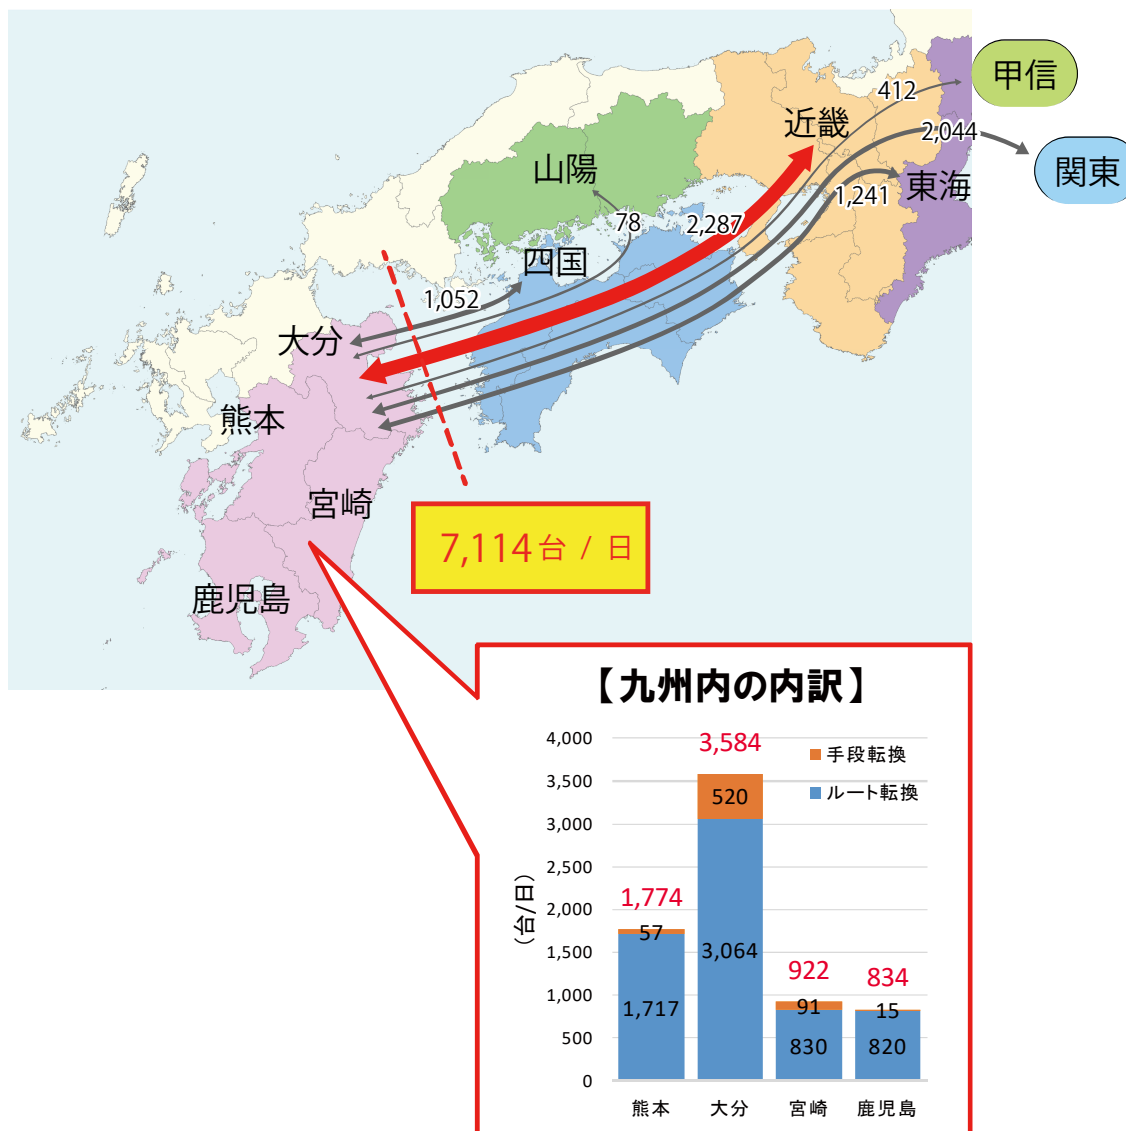 甲信
412
近畿
2,044
関東
山陽
東海
1,241
78
2,287
四国
1,052
大分
熊本
宮崎
7,114台 / 日
鹿児島
【九州内の内訳】
4,000
3,500
3,000
2,500
2,000
1,500
1,000
500
0
(台/日)
手段転換
ルート転換
1,774
57
1,717
3,584
520
3,064
922
91
830
834
15
820
熊本
大分
宮崎
鹿児島